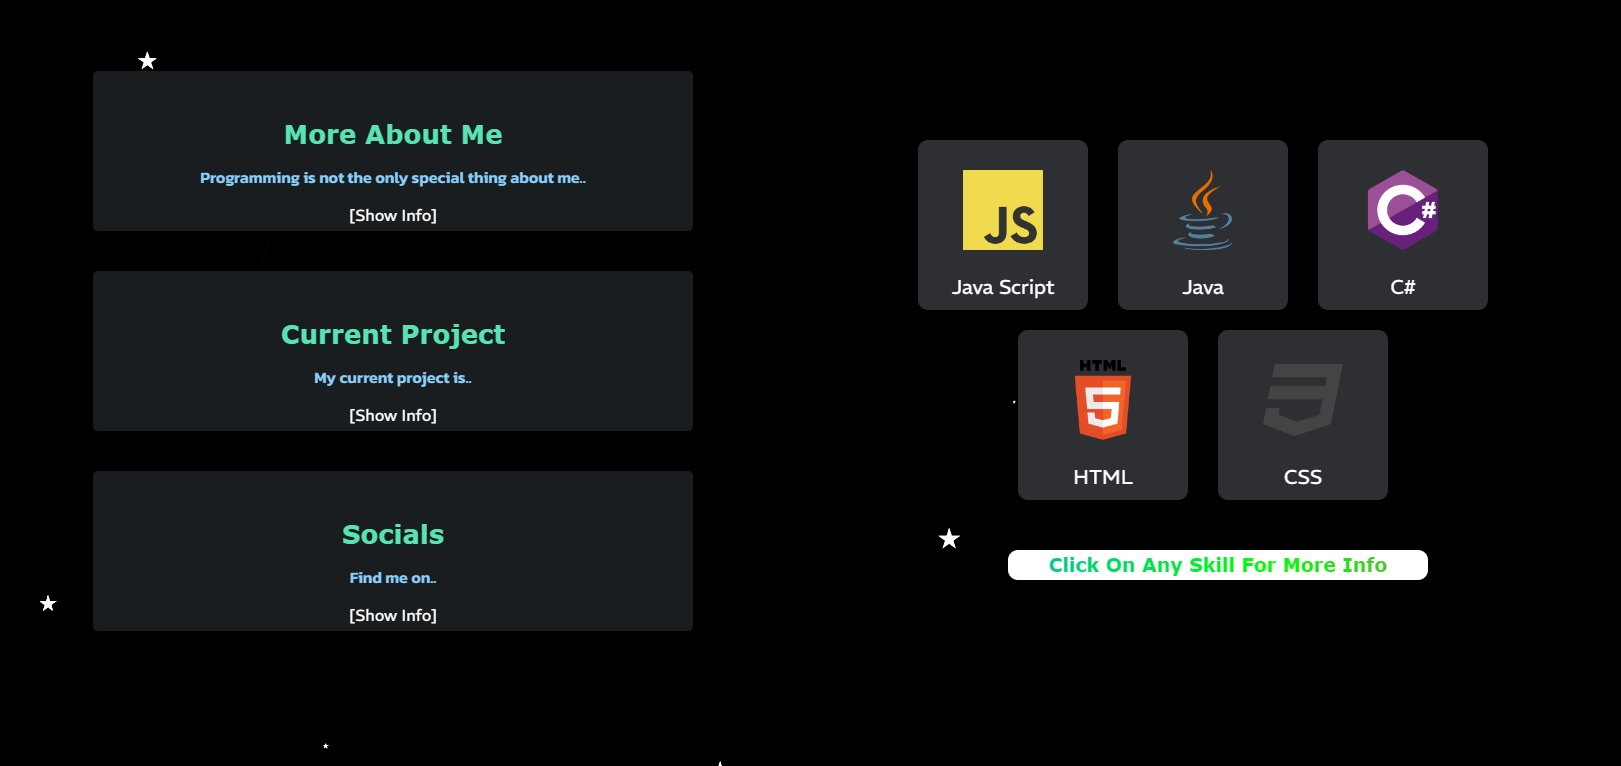 More About Me
Programming is not the only special thing about me..
[Show Info]
Current Project
My current project is..
[Show Info]
Socials
Find me on..
[Show Info]
JS
Java Script
Java
C#
C#
HTML
5
HTML
CSS
Click On Any Skill For More Info